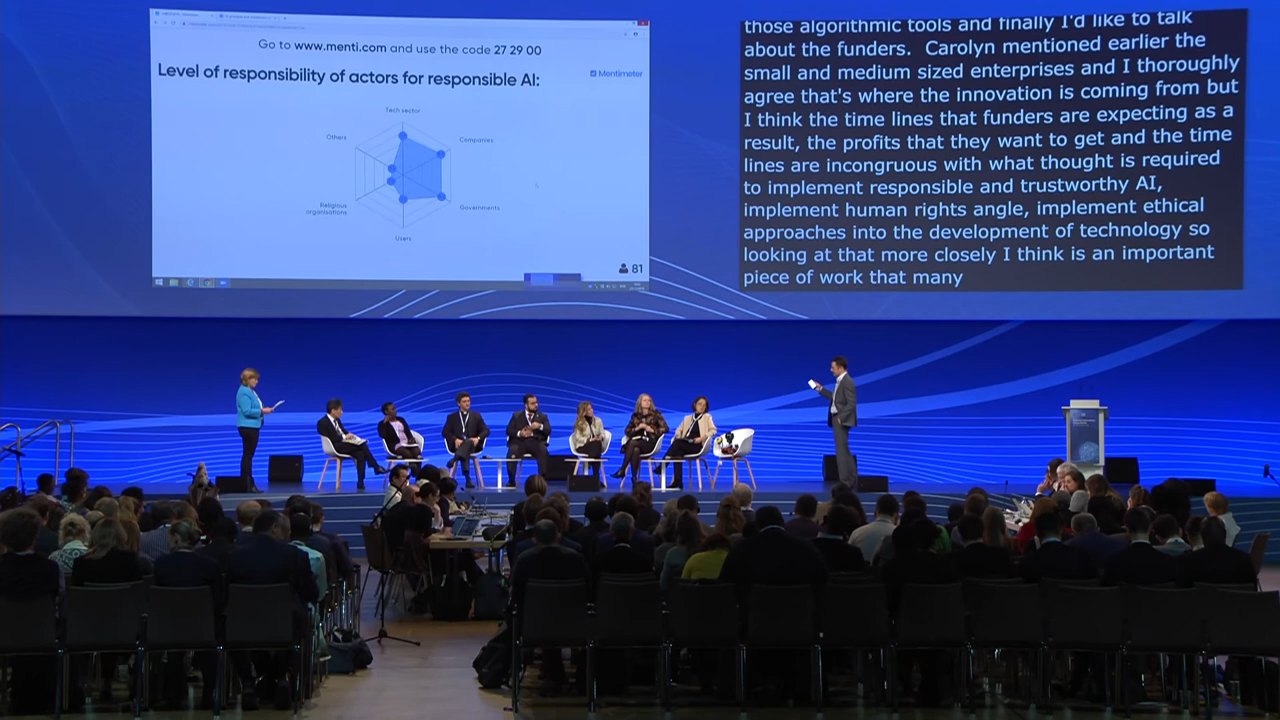 Go to www.menti.com and use the code 27 29 00
Level of responsibility of actors for responsible AI:
Mentimeter
Tech sector
Others
Companies
Religious
organisations
Governments
Users
81
those algorithmic tools and finally I'd like to talk
about the funders.  Carolyn mentioned earlier the
small and medium sized enterprises and I thoroughly
agree that's where the innovation is coming from but
I think the time lines that funders are expecting as a
result, the profits that they want to get and the time
lines are incongruous with what thought is required
to implement responsible and trustworthy AI,
implement human rights angle, implement ethical
approaches into the development of technology so
looking at that more closely I think is an important
piece of work that many